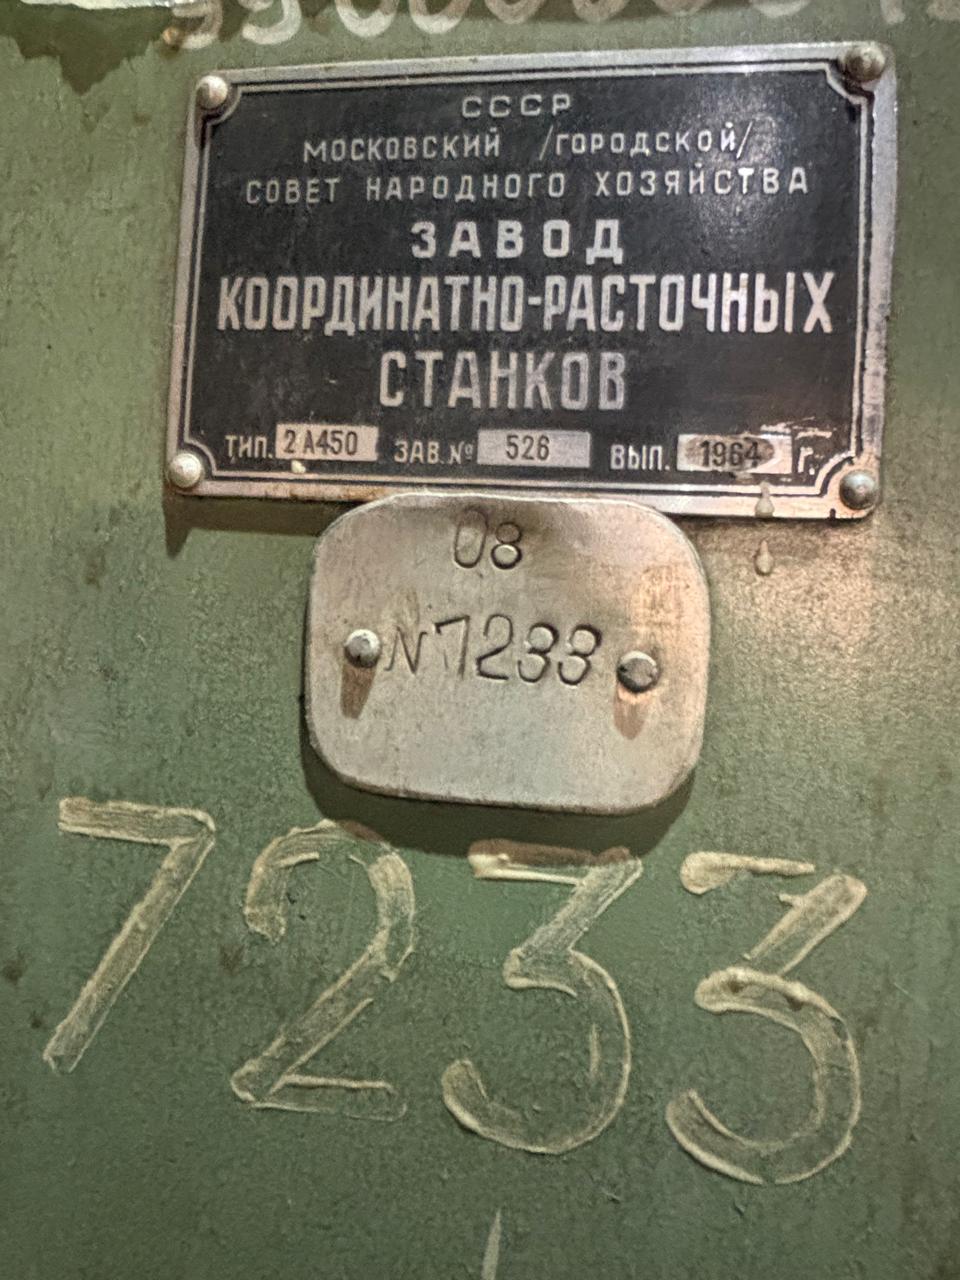 СССР
МОСКОВСКИЙ /ГОРОДСКОЙ/
СОВЕТ НАРОДНОГО ХОЗЯЙСТВА
ЗАВОД
КООРДИНАТНО-РАСТОЧНЫХ
СТАНКОВ
ТИП. 2А450 ЗАВ. № 526 ВЫП. 1964 г.
08
N 7233
7233